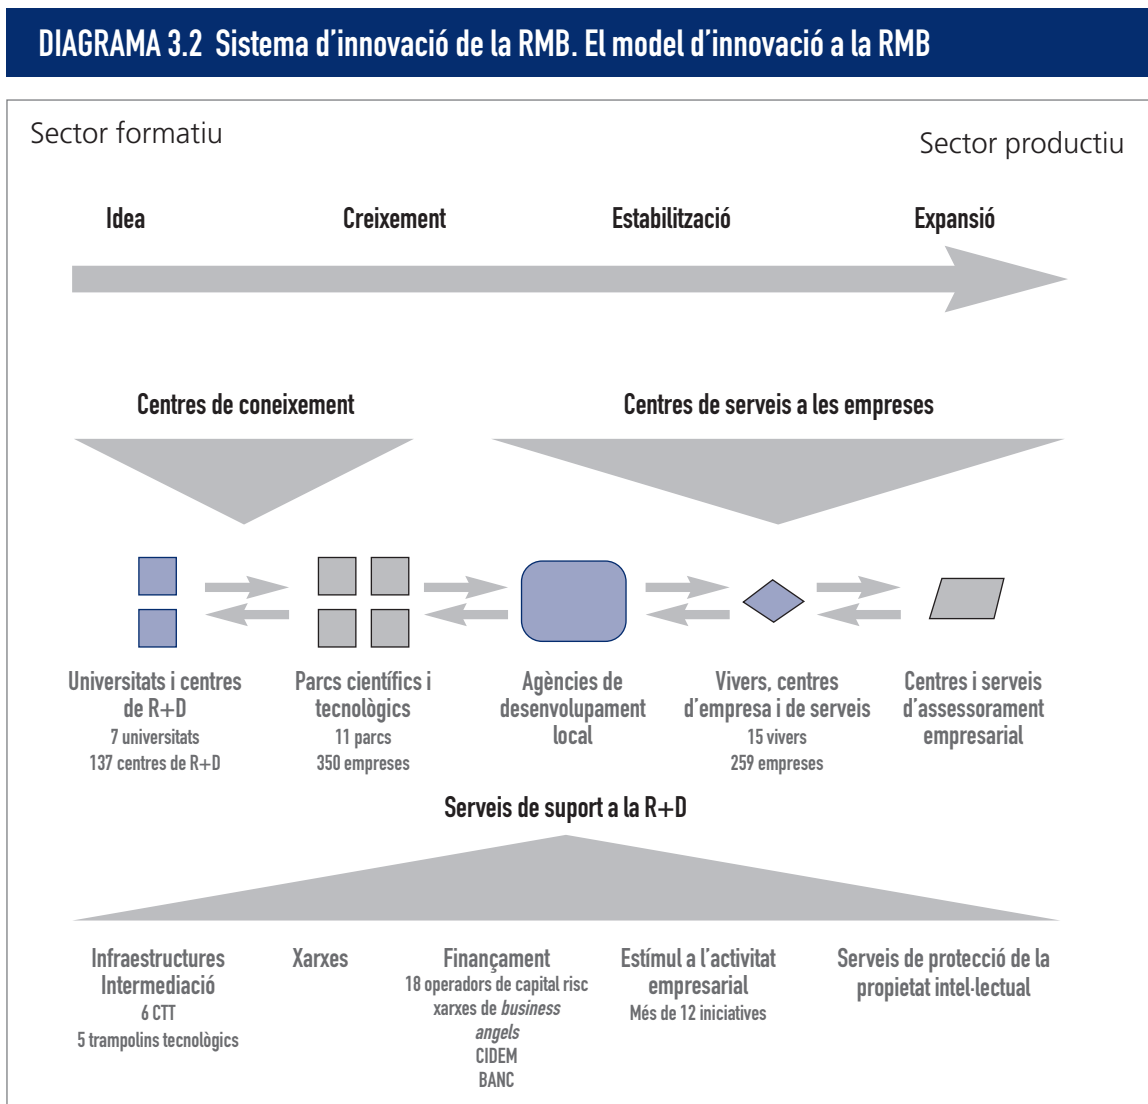 DIAGRAMA 3.2 Sistema d’innovació de la RMB. El model d’innovació a la RMB
Sector formatiu
Sector productiu
Idea
Creixement
Estabilització
Expansió
Centres de coneixement
Centres de serveis a les empreses
Universitats i centres
de R+D
7 universitats
137 centres de R+D
Parcs científics i
tecnològics
11 parcs
350 empreses
Agències de
desenvolupament
local
Vivers, centres
d’empresa i de serveis
15 vivers
259 empreses
Centres i serveis
d’assessorament
empresarial
Serveis de suport a la R+D
Infraestructures
Intermediació
6 CTT
5 trampolins tecnològics
Xarxes
Finançament
18 operadors de capital risc
xarxes de business
angels
CIDEM
BANC
Estímul a l’activitat
empresarial
Més de 12 iniciatives
Serveis de protecció de la
propietat intel·lectual